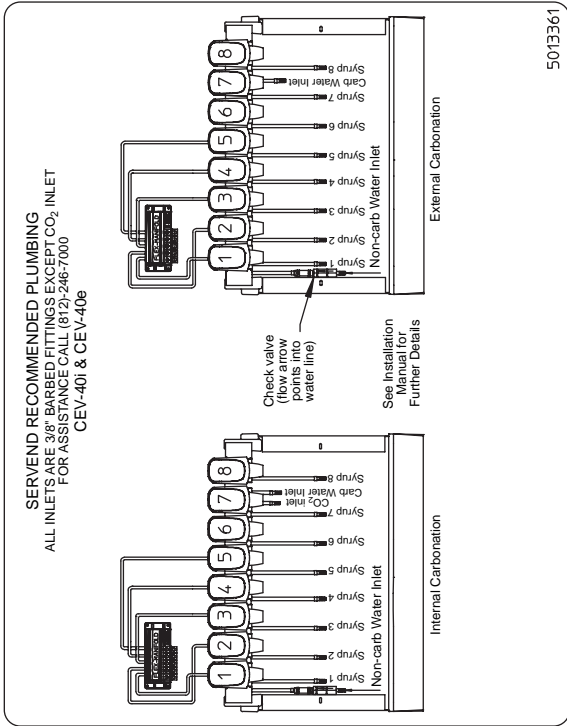 SERVEND RECOMMENDED PLUMBING
ALL INLETS ARE 3/8" BARBED FITTINGS EXCEPT CO₂ INLET
FOR ASSISTANCE CALL (812)-246-7000
CEV-40i & CEV-40e
FLEX-MANIFOLD
1
2
3
4
5
6
7
8
Syrup 1
Syrup 2
Syrup 3
Syrup 4
Syrup 5
Syrup 6
Syrup 7
CO₂ inlet
Carb Water Inlet
Syrup 8
Non-carb Water Inlet
Internal Carbonation
Check valve
(flow arrow
points into
water line)
See Installation
Manual for
Further Details
FLEX-MANIFOLD
1
2
3
4
5
6
7
8
Syrup 1
Syrup 2
Syrup 3
Syrup 4
Syrup 5
Syrup 6
Syrup 7
Carb Water Inlet
Syrup 8
Non-carb Water Inlet
External Carbonation
5013361